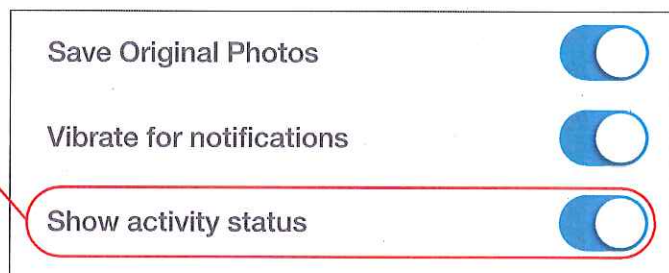 Save Original Photos
Vibrate for notifications
Show activity status